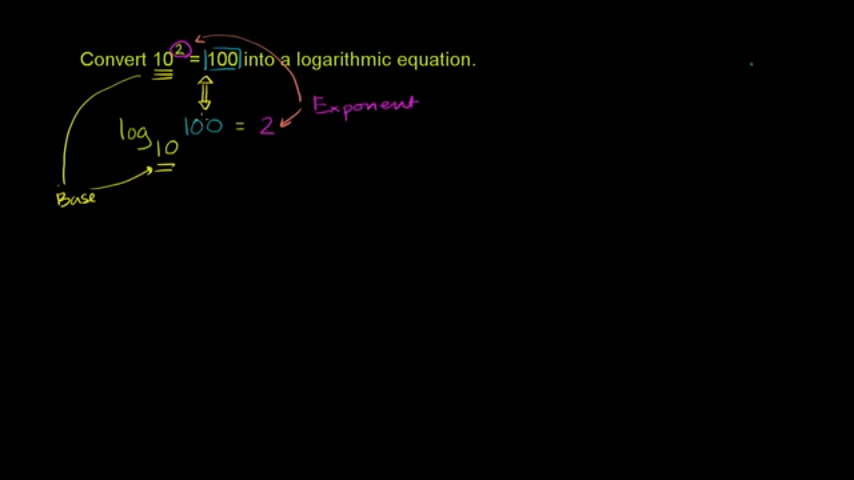 Convert 10² = 100 into a logarithmic equation.
Exponent
log₁₀ 100 = 2
Base